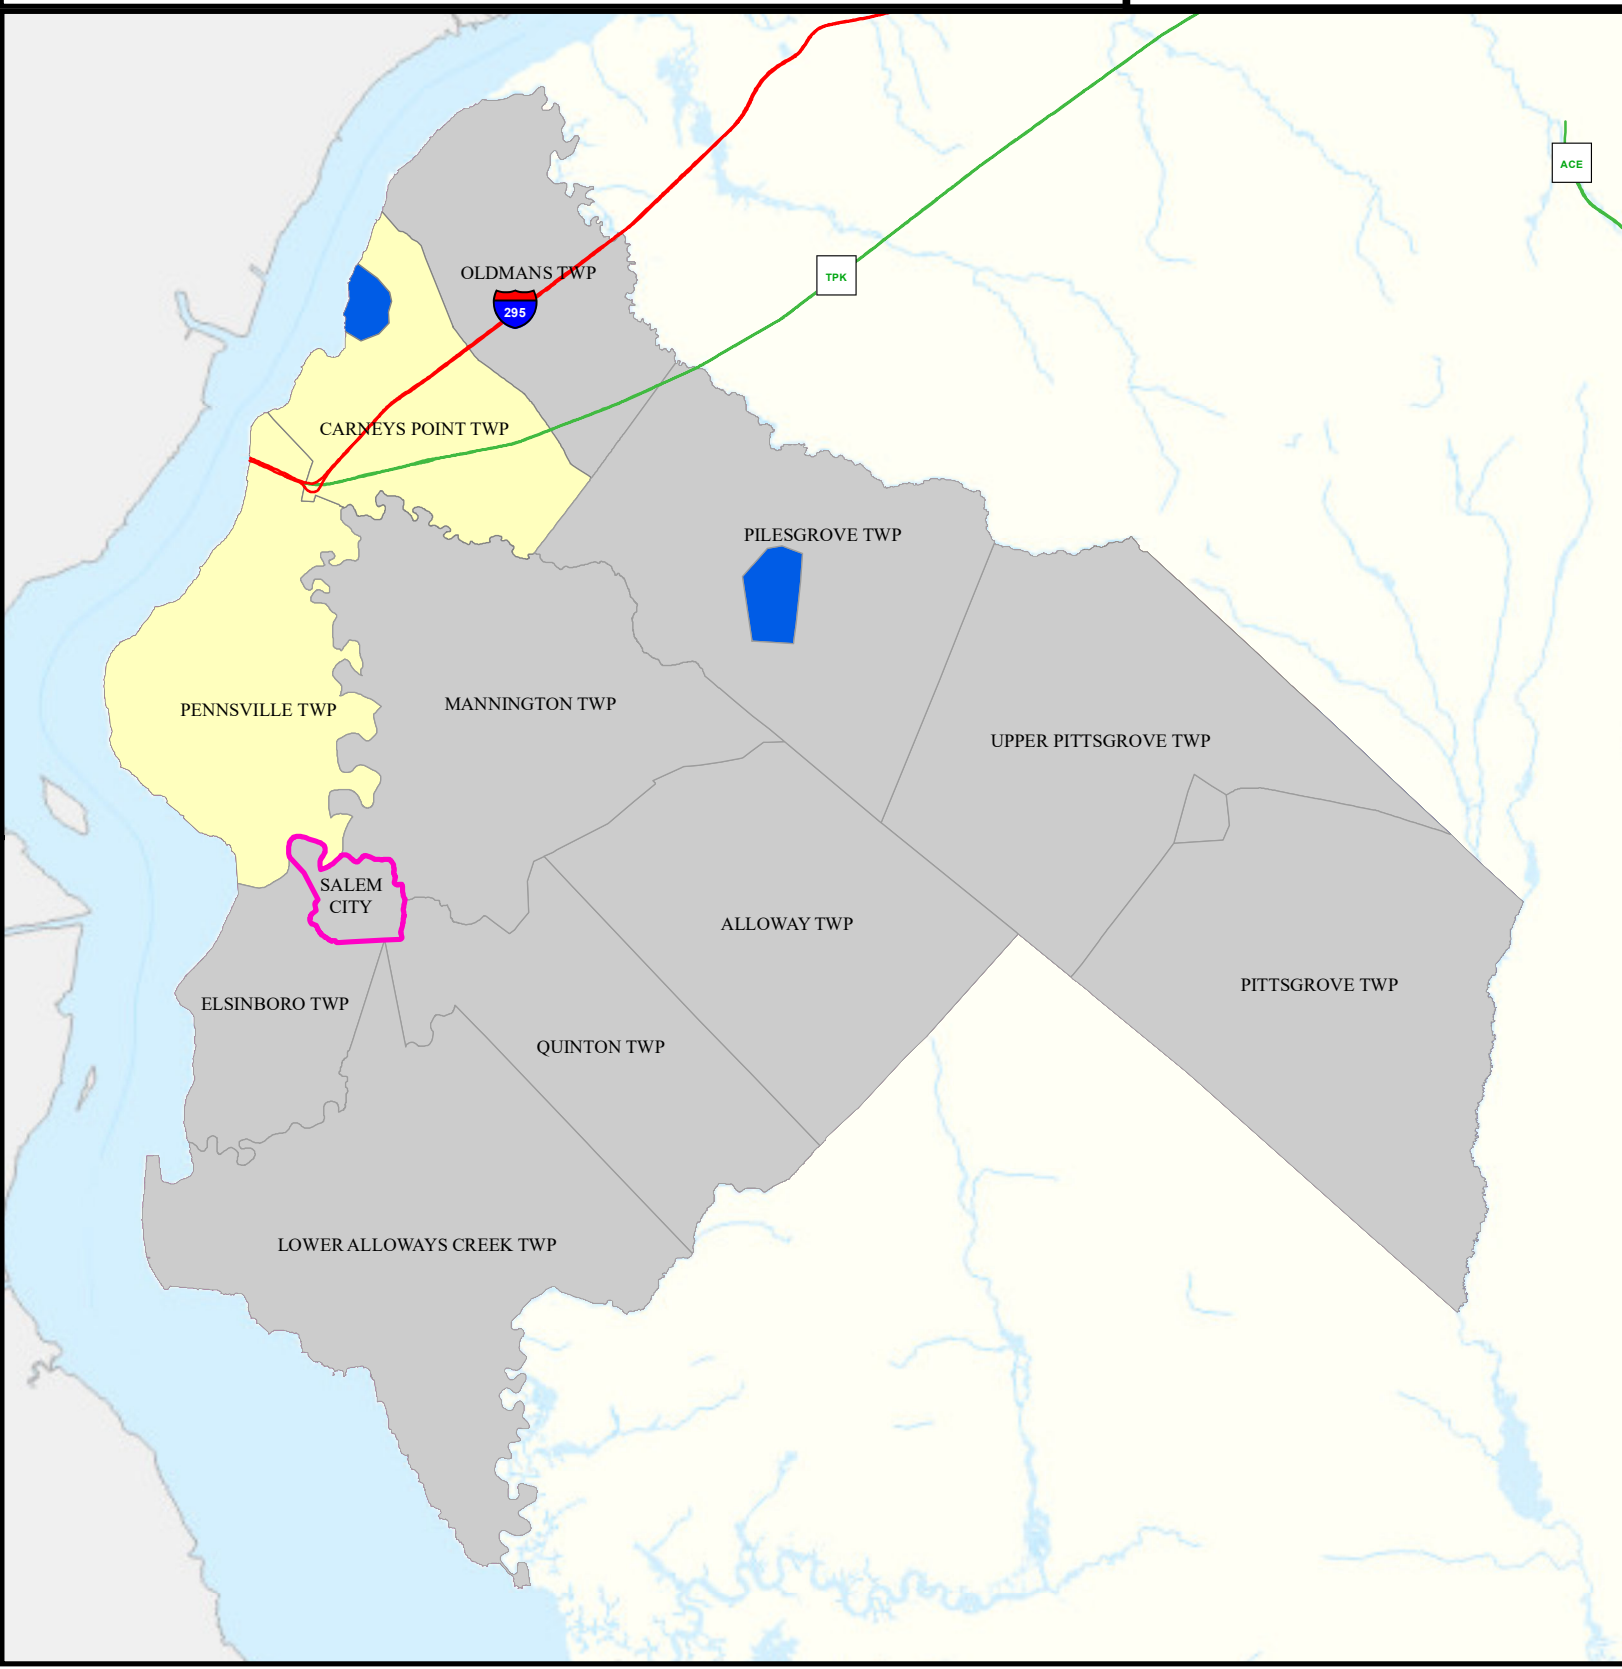 ACE
OLDMANS TWP
TPK
295
CARNEYS POINT TWP
PILESGROVE TWP
MANNINGTON TWP
PENNSVILLE TWP
UPPER PITTSGROVE TWP
SALEM
CITY
ALLOWAY TWP
PITTSGROVE TWP
ELSINBORO TWP
QUINTON TWP
LOWER ALLOWAYS CREEK TWP